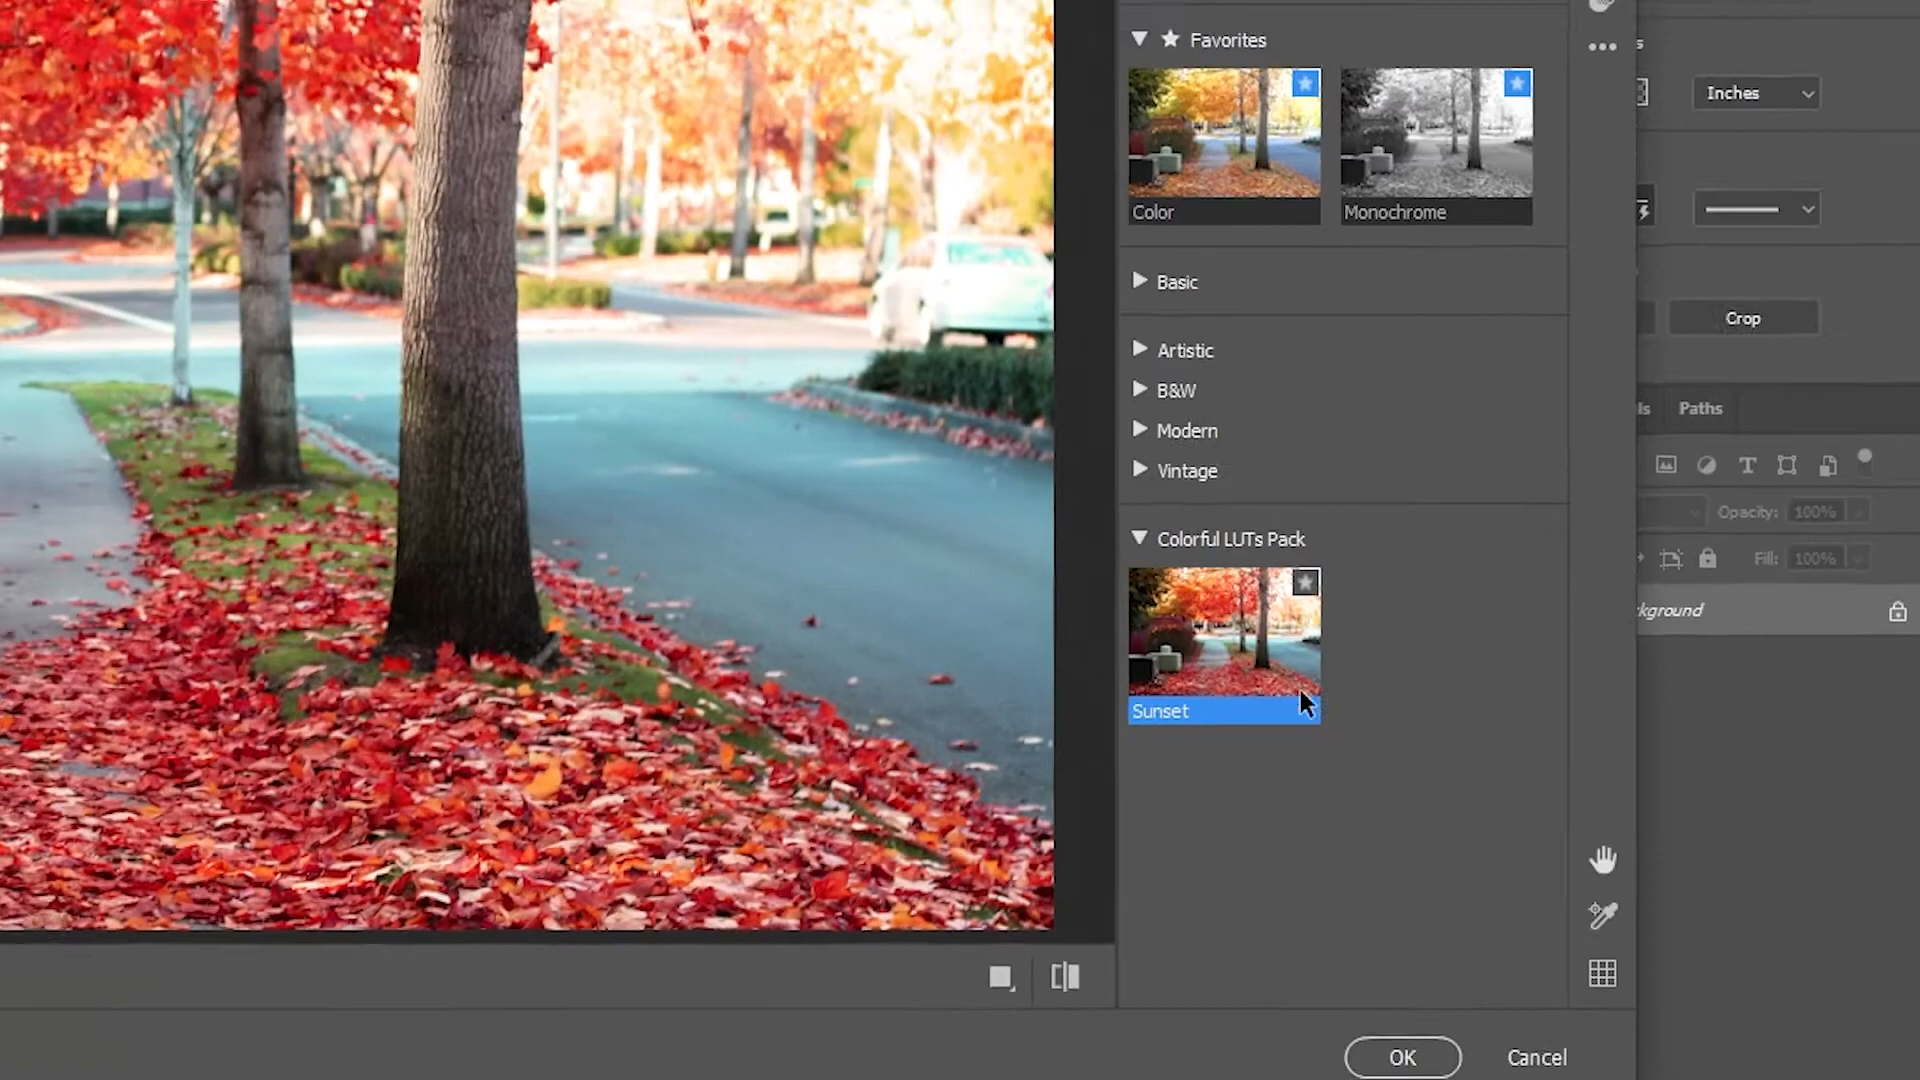 Favorites
Color
Monochrome
Basic
Artistic
B&W
Modern
Vintage
Colorful LUTs Pack
Sunset
OK
Cancel
s
Inches
Crop
ls
Paths
Opacity: 100%
Fill: 100%
kground